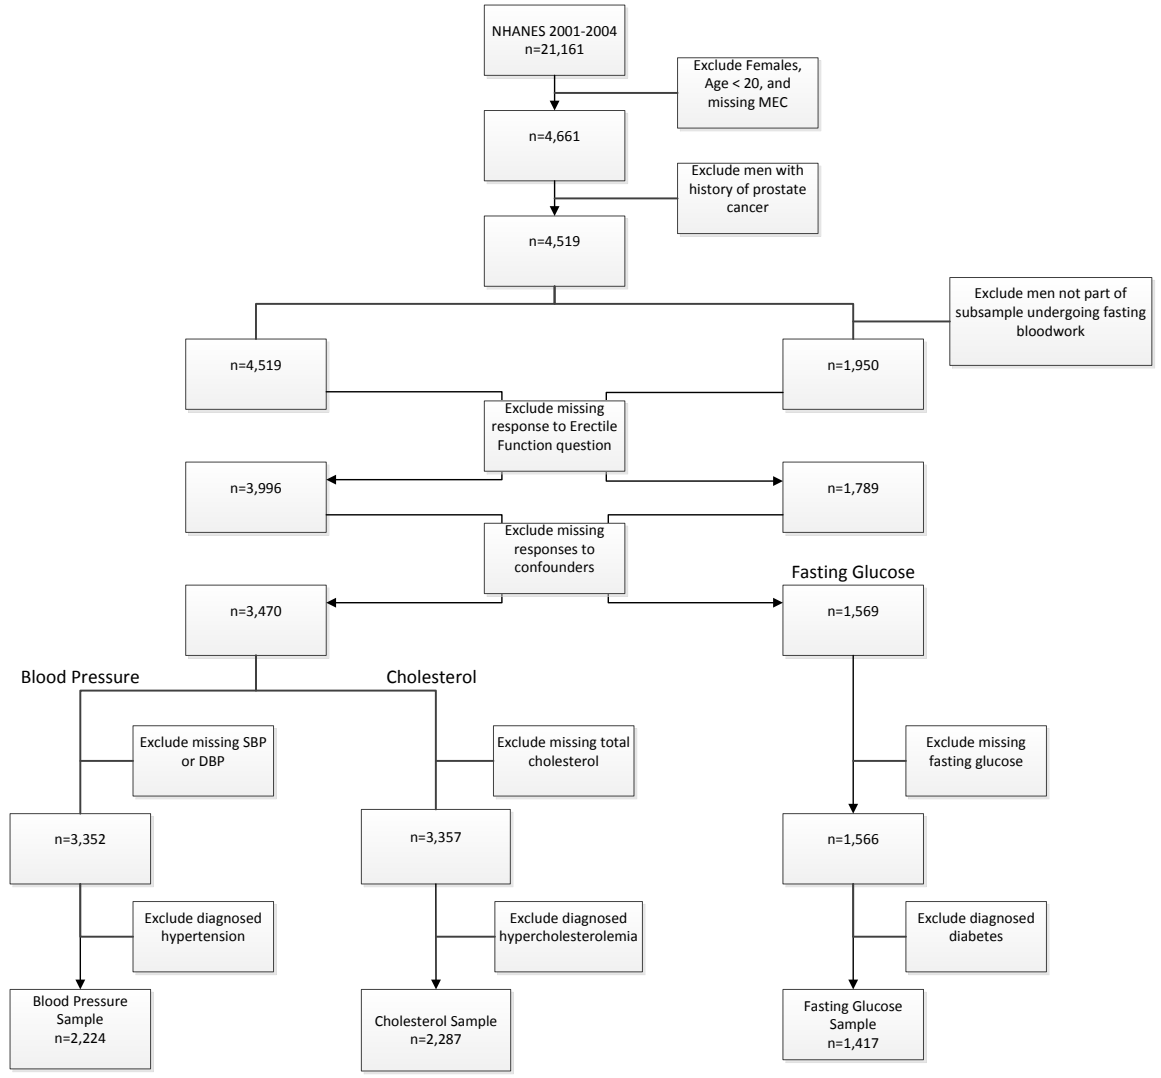 NHANES 2001-2004
n=21,161
Exclude Females,
Age < 20, and
missing MEC
n=4,661
Exclude men with
history of prostate
cancer
n=4,519
Exclude men not part of
subsample undergoing fasting
bloodwork
n=4,519
n=1,950
Exclude missing
response to Erectile
Function question
n=3,996
n=1,789
Exclude missing
responses to
confounders
Fasting Glucose
n=3,470
n=1,569
Blood Pressure
Cholesterol
Exclude missing SBP
or DBP
Exclude missing total
cholesterol
Exclude missing
fasting glucose
n=3,352
n=3,357
n=1,566
Exclude diagnosed
hypertension
Exclude diagnosed
hypercholesterolemia
Exclude diagnosed
diabetes
Blood Pressure
Sample
n=2,224
Cholesterol Sample
n=2,287
Fasting Glucose
Sample
n=1,417